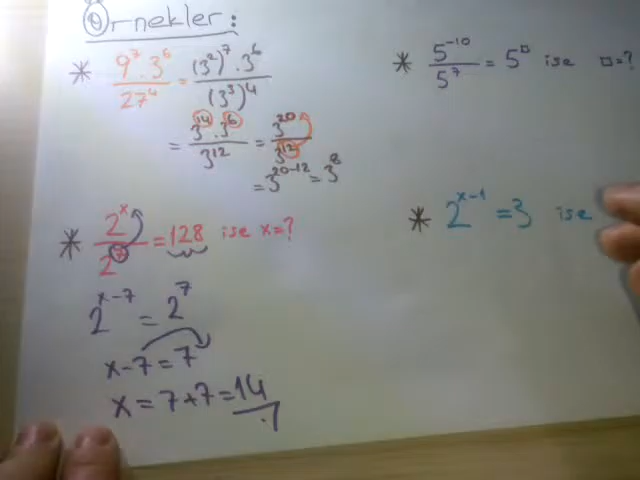 Örnekler:
* 9⁷ . 3⁶ / 27⁴ = (3²)⁷ . 3⁶ / (3³)⁴
= 3¹⁴ . 3⁶ / 3¹² = 3²⁰ / 3¹²
= 3²⁰⁻¹² = 3⁸
* 2ˣ / 2⁷ = 128 ise x=?
2ˣ⁻⁷ = 2⁷
x-7 = 7
x = 7+7 = 14
* 5⁻¹⁰ / 5⁷ = 5^□ ise □=?
* 2ˣ⁻¹ = 3 ise